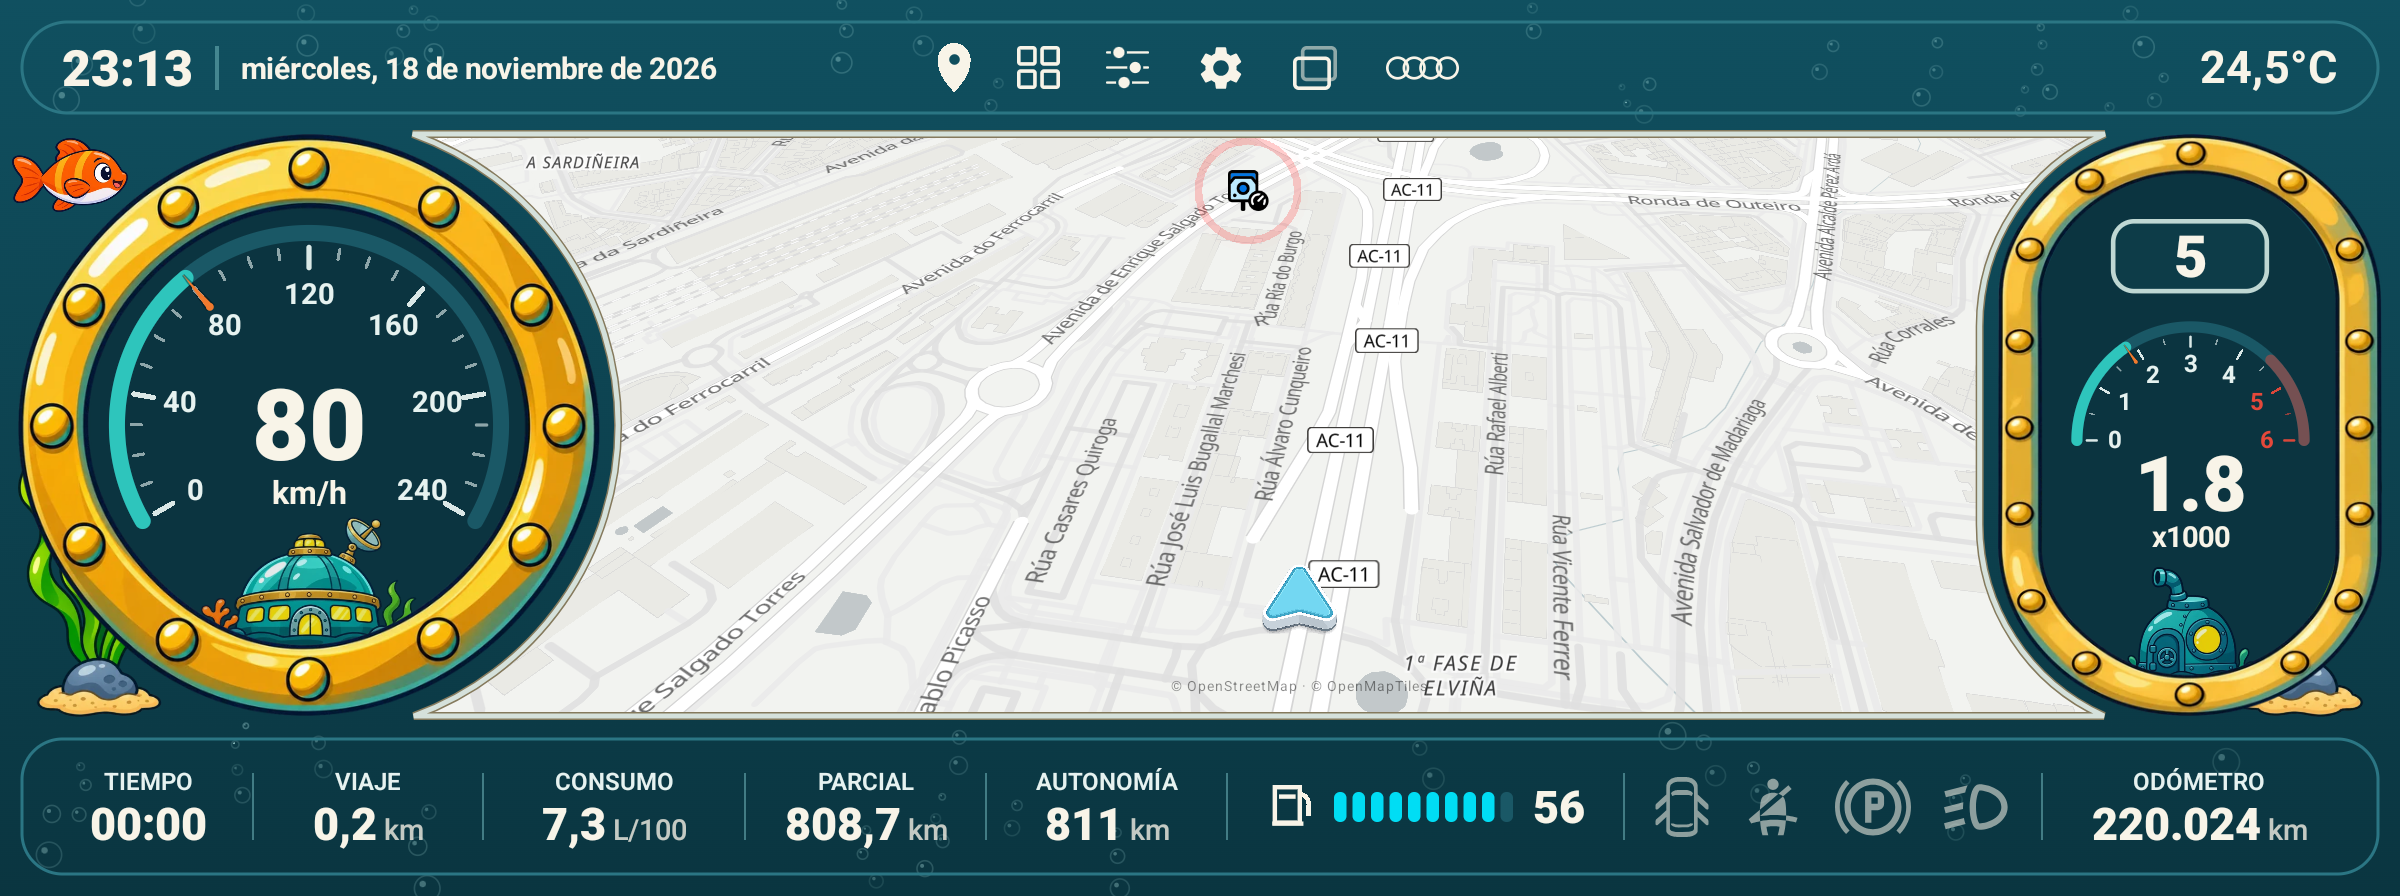 23:13
miércoles, 18 de noviembre de 2026
24,5°C
A SARDIÑEIRA
Avenida da
da Sardiñeira
Avenida do Ferrocarril
Avenida de Enrique Salgado To
Rúa Ría do Burgo
AC-11
Ronda de Outeiro
Avenida Alcalde Pérez Ardá
Ronda d
AC-11
Rúa Corrales
AC-11
Avenida de
do Ferrocarril
Rúa Casares Quiroga
Rúa José Luis Bugallal Marchesi
Rúa Álvaro Cunqueiro
AC-11
Rúa Rafael Alberti
Avenida Salvador de Madariaga
Rúa Vicente Ferrer
AC-11
e Salgado Torres
ablo Picasso
1ª FASE DE
ELVIÑA
© OpenStreetMap · © OpenMapTiles
0
40
80
120
160
200
240
80
km/h
5
0
1
2
3
4
5
6
1.8
x1000
TIEMPO
00:00
VIAJE
0,2 km
CONSUMO
7,3 L/100
PARCIAL
808,7 km
AUTONOMÍA
811 km
56
P
ODÓMETRO
220.024 km